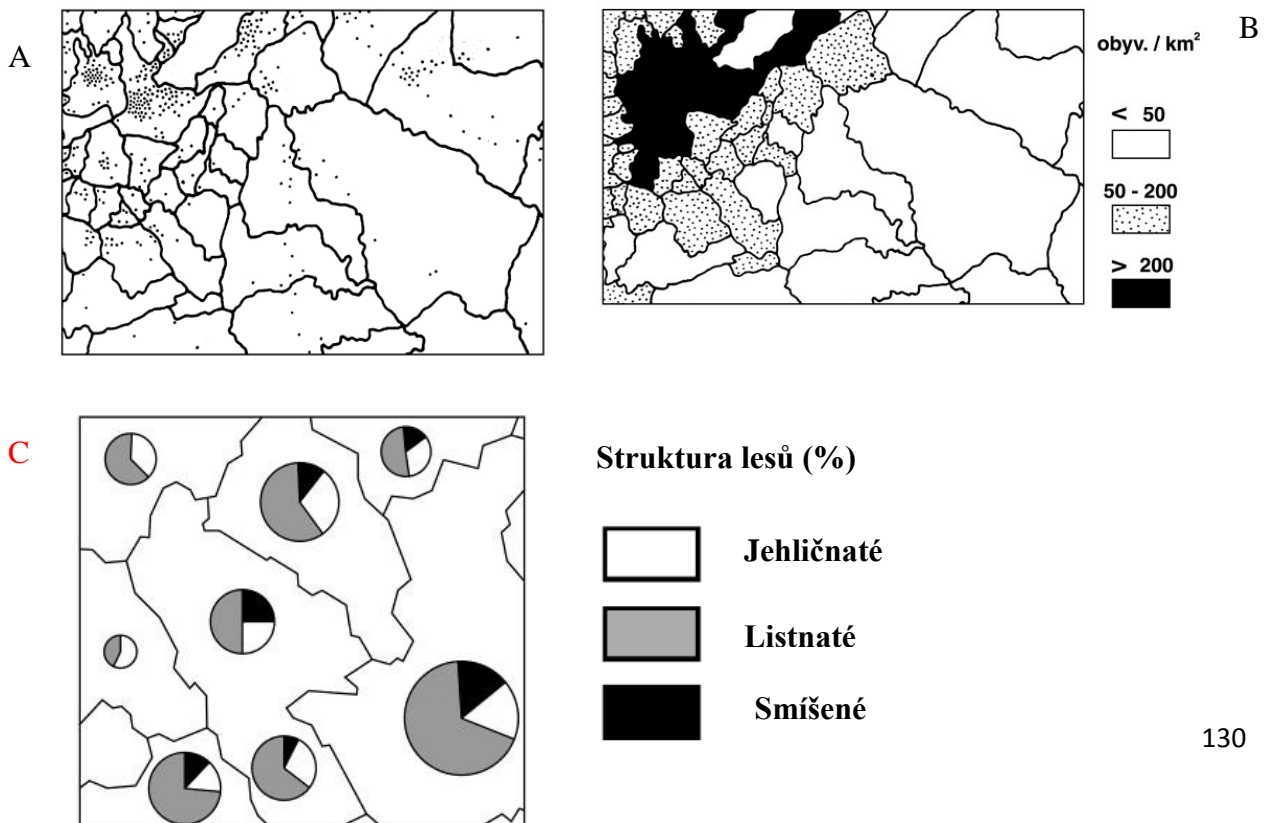 A
B
obyv. / km²
< 50
50 - 200
> 200
C
Struktura lesů (%)
Jehličnaté
Listnaté
Smíšené
130